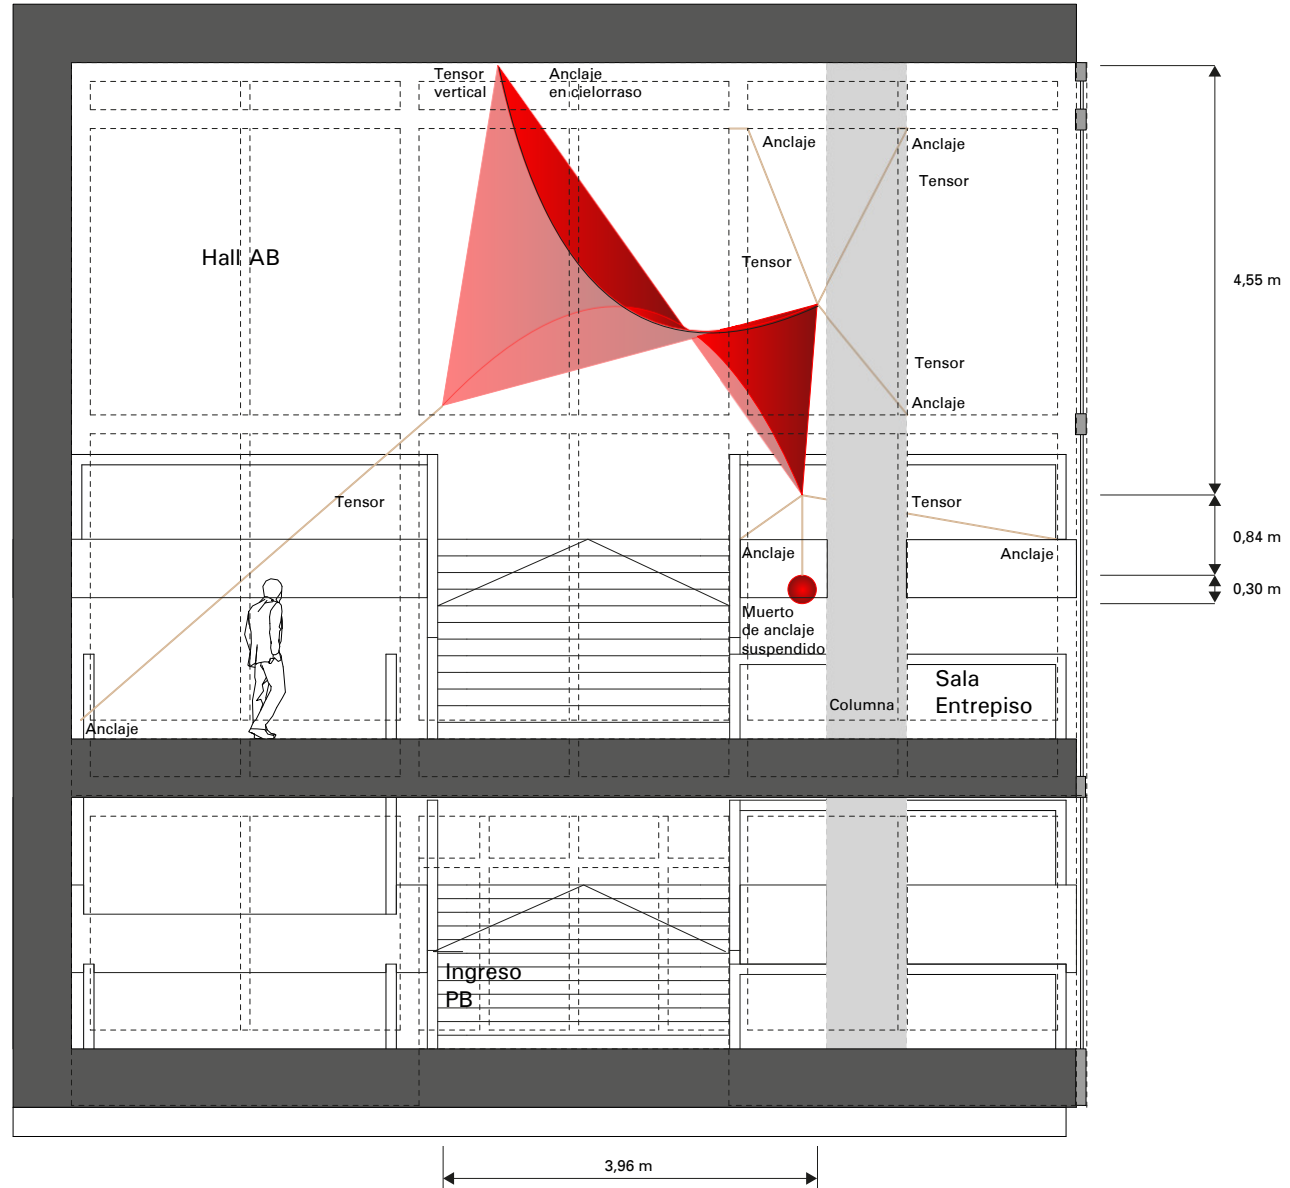 Tensor
vertical
Anclaje
en cielorraso
Anclaje
Anclaje
Tensor
Hall AB
Tensor
4,55 m
Tensor
Anclaje
Tensor
Tensor
0,84 m
Anclaje
Anclaje
0,30 m
Muerto
de anclaje
suspendido
Sala
Entrepiso
Columna
Anclaje
Ingreso
PB
3,96 m